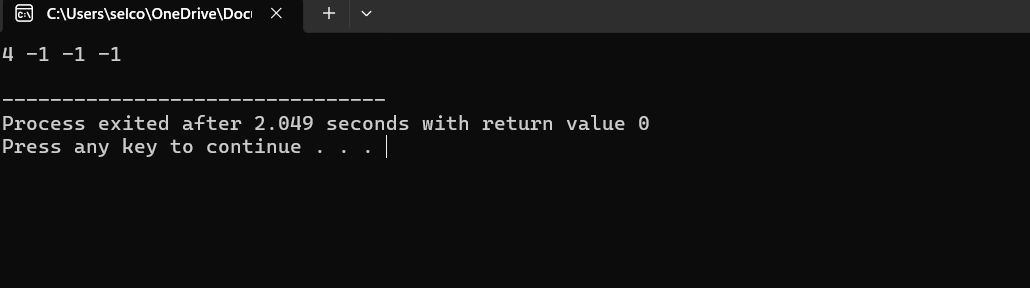 C:\Users\selco\OneDrive\Docu
4 -1 -1 -1
--------------------------------
Process exited after 2.049 seconds with return value 0
Press any key to continue . . .